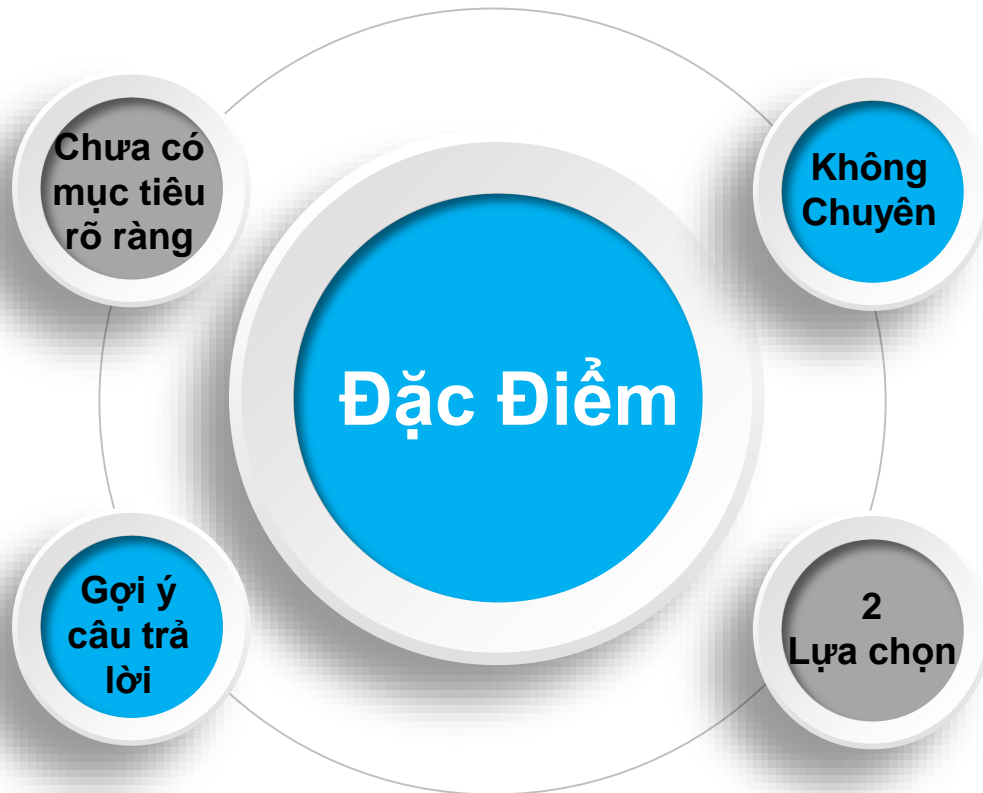 Chưa có
mục tiêu
rõ ràng
Không
Chuyên
Đặc Điểm
Gợi ý
câu trả
lời
2
Lựa chọn